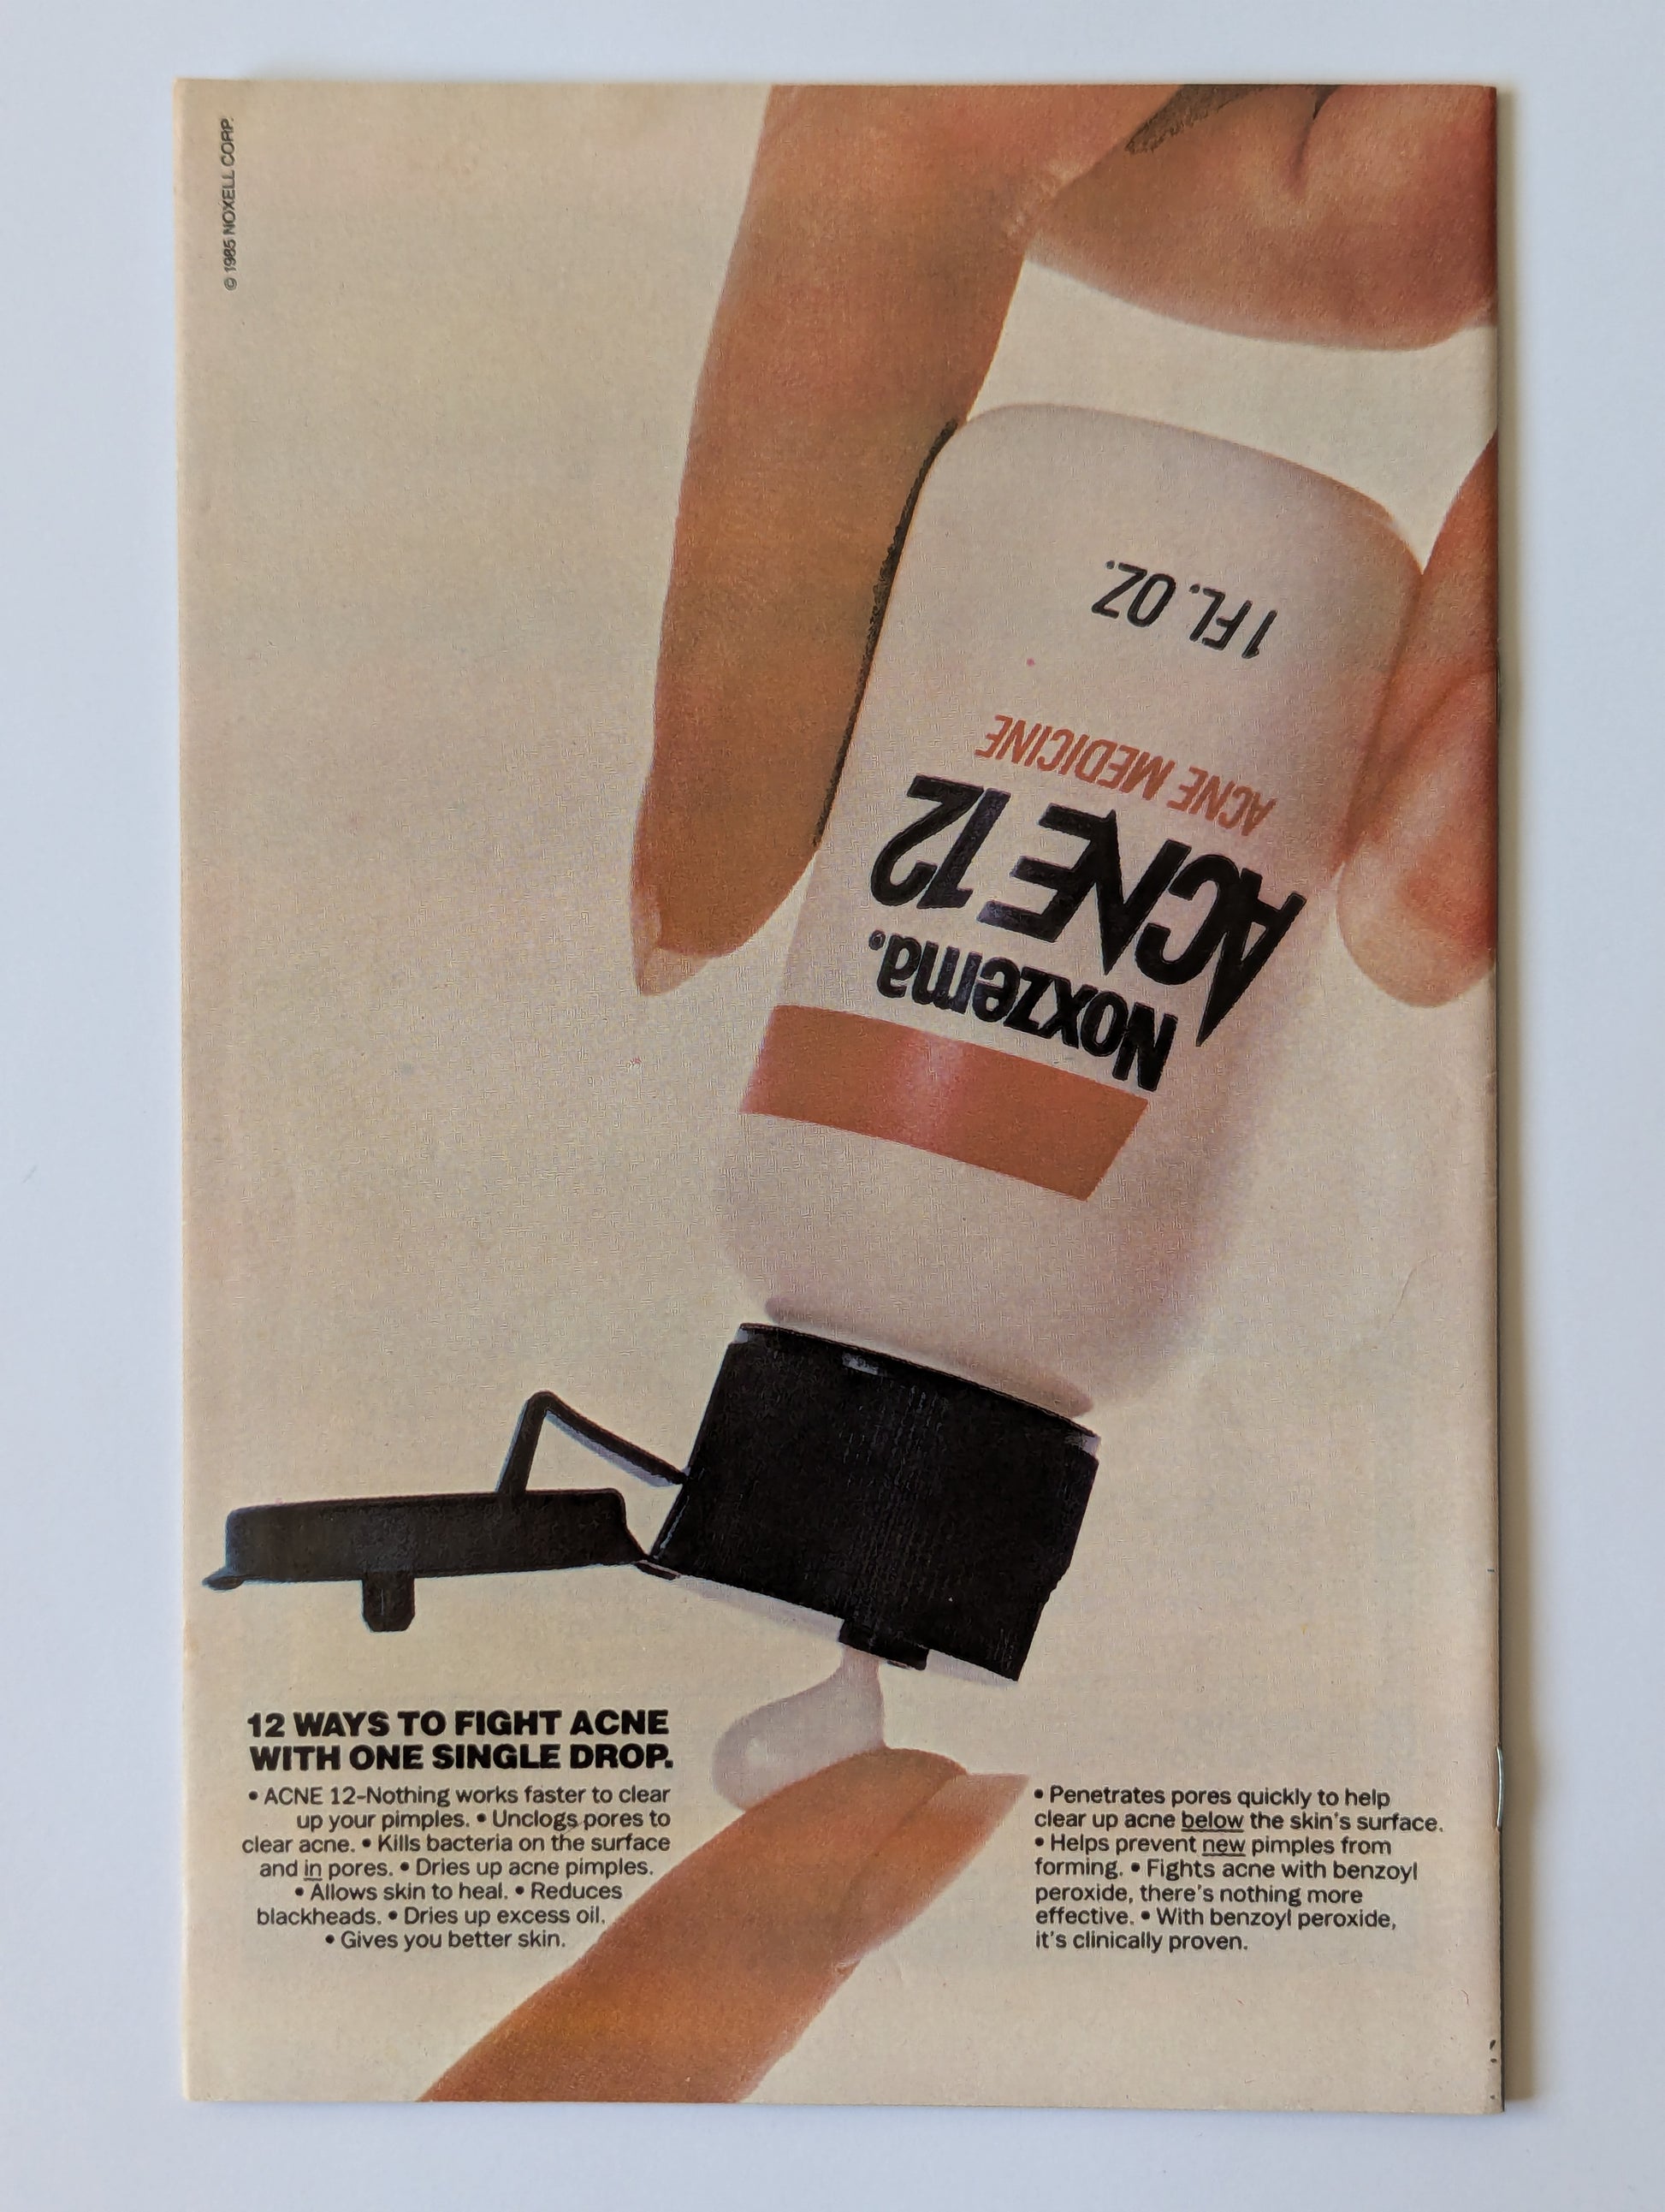 © 1985 NOXELL CORP.
1 FL. OZ.
ACNE MEDICINE
ACNE 12
Noxzema.
12 WAYS TO FIGHT ACNE
WITH ONE SINGLE DROP.
• ACNE 12–Nothing works faster to clear
up your pimples. • Unclogs pores to
clear acne. • Kills bacteria on the surface
and in pores. • Dries up acne pimples.
• Allows skin to heal. • Reduces
blackheads. • Dries up excess oil.
• Gives you better skin.
• Penetrates pores quickly to help
clear up acne below the skin's surface.
• Helps prevent new pimples from
forming. • Fights acne with benzoyl
peroxide, there's nothing more
effective. • With benzoyl peroxide,
it's clinically proven.